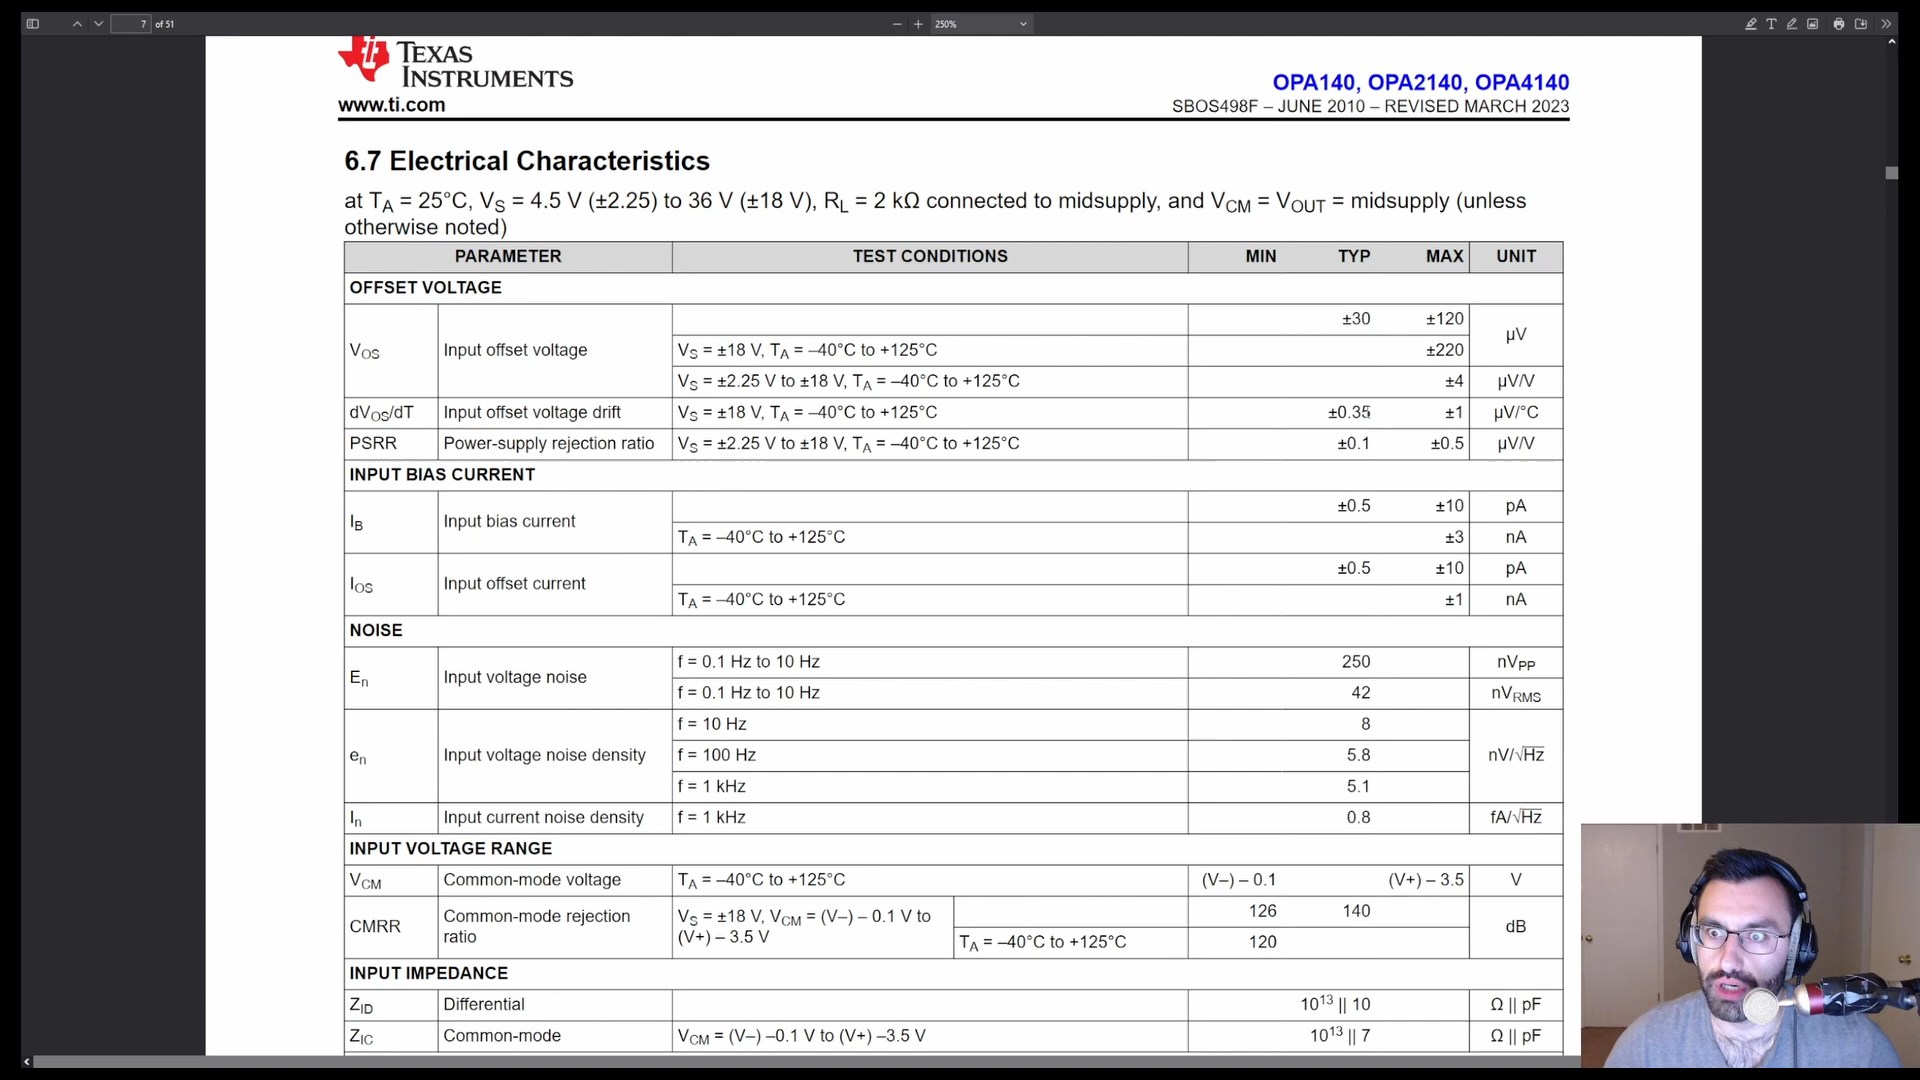 7 of 51
250%
TEXAS
INSTRUMENTS
www.ti.com
OPA140, OPA2140, OPA4140
SBOS498F – JUNE 2010 – REVISED MARCH 2023
6.7 Electrical Characteristics
at TA = 25°C, VS = 4.5 V (±2.25) to 36 V (±18 V), RL = 2 kΩ connected to midsupply, and VCM = VOUT = midsupply (unless
otherwise noted)
PARAMETER TEST CONDITIONS MIN TYP MAX UNIT
OFFSET VOLTAGE
VOS Input offset voltage ±30 ±120 µV
VS = ±18 V, TA = –40°C to +125°C ±220
VS = ±2.25 V to ±18 V, TA = –40°C to +125°C ±4 µV/V
dVOS/dT Input offset voltage drift VS = ±18 V, TA = –40°C to +125°C ±0.35 ±1 µV/°C
PSRR Power-supply rejection ratio VS = ±2.25 V to ±18 V, TA = –40°C to +125°C ±0.1 ±0.5 µV/V
INPUT BIAS CURRENT
IB Input bias current ±0.5 ±10 pA
TA = –40°C to +125°C ±3 nA
IOS Input offset current ±0.5 ±10 pA
TA = –40°C to +125°C ±1 nA
NOISE
En Input voltage noise f = 0.1 Hz to 10 Hz 250 nVPP
f = 0.1 Hz to 10 Hz 42 nVRMS
en Input voltage noise density f = 10 Hz 8 nV/√Hz
f = 100 Hz 5.8
f = 1 kHz 5.1
In Input current noise density f = 1 kHz 0.8 fA/√Hz
INPUT VOLTAGE RANGE
VCM Common-mode voltage TA = –40°C to +125°C (V–) – 0.1 (V+) – 3.5 V
CMRR Common-mode rejection ratio VS = ±18 V, VCM = (V–) – 0.1 V to (V+) – 3.5 V 126 140 dB
TA = –40°C to +125°C 120
INPUT IMPEDANCE
ZID Differential 10¹³ || 10 Ω || pF
ZIC Common-mode VCM = (V–) –0.1 V to (V+) –3.5 V 10¹³ || 7 Ω || pF